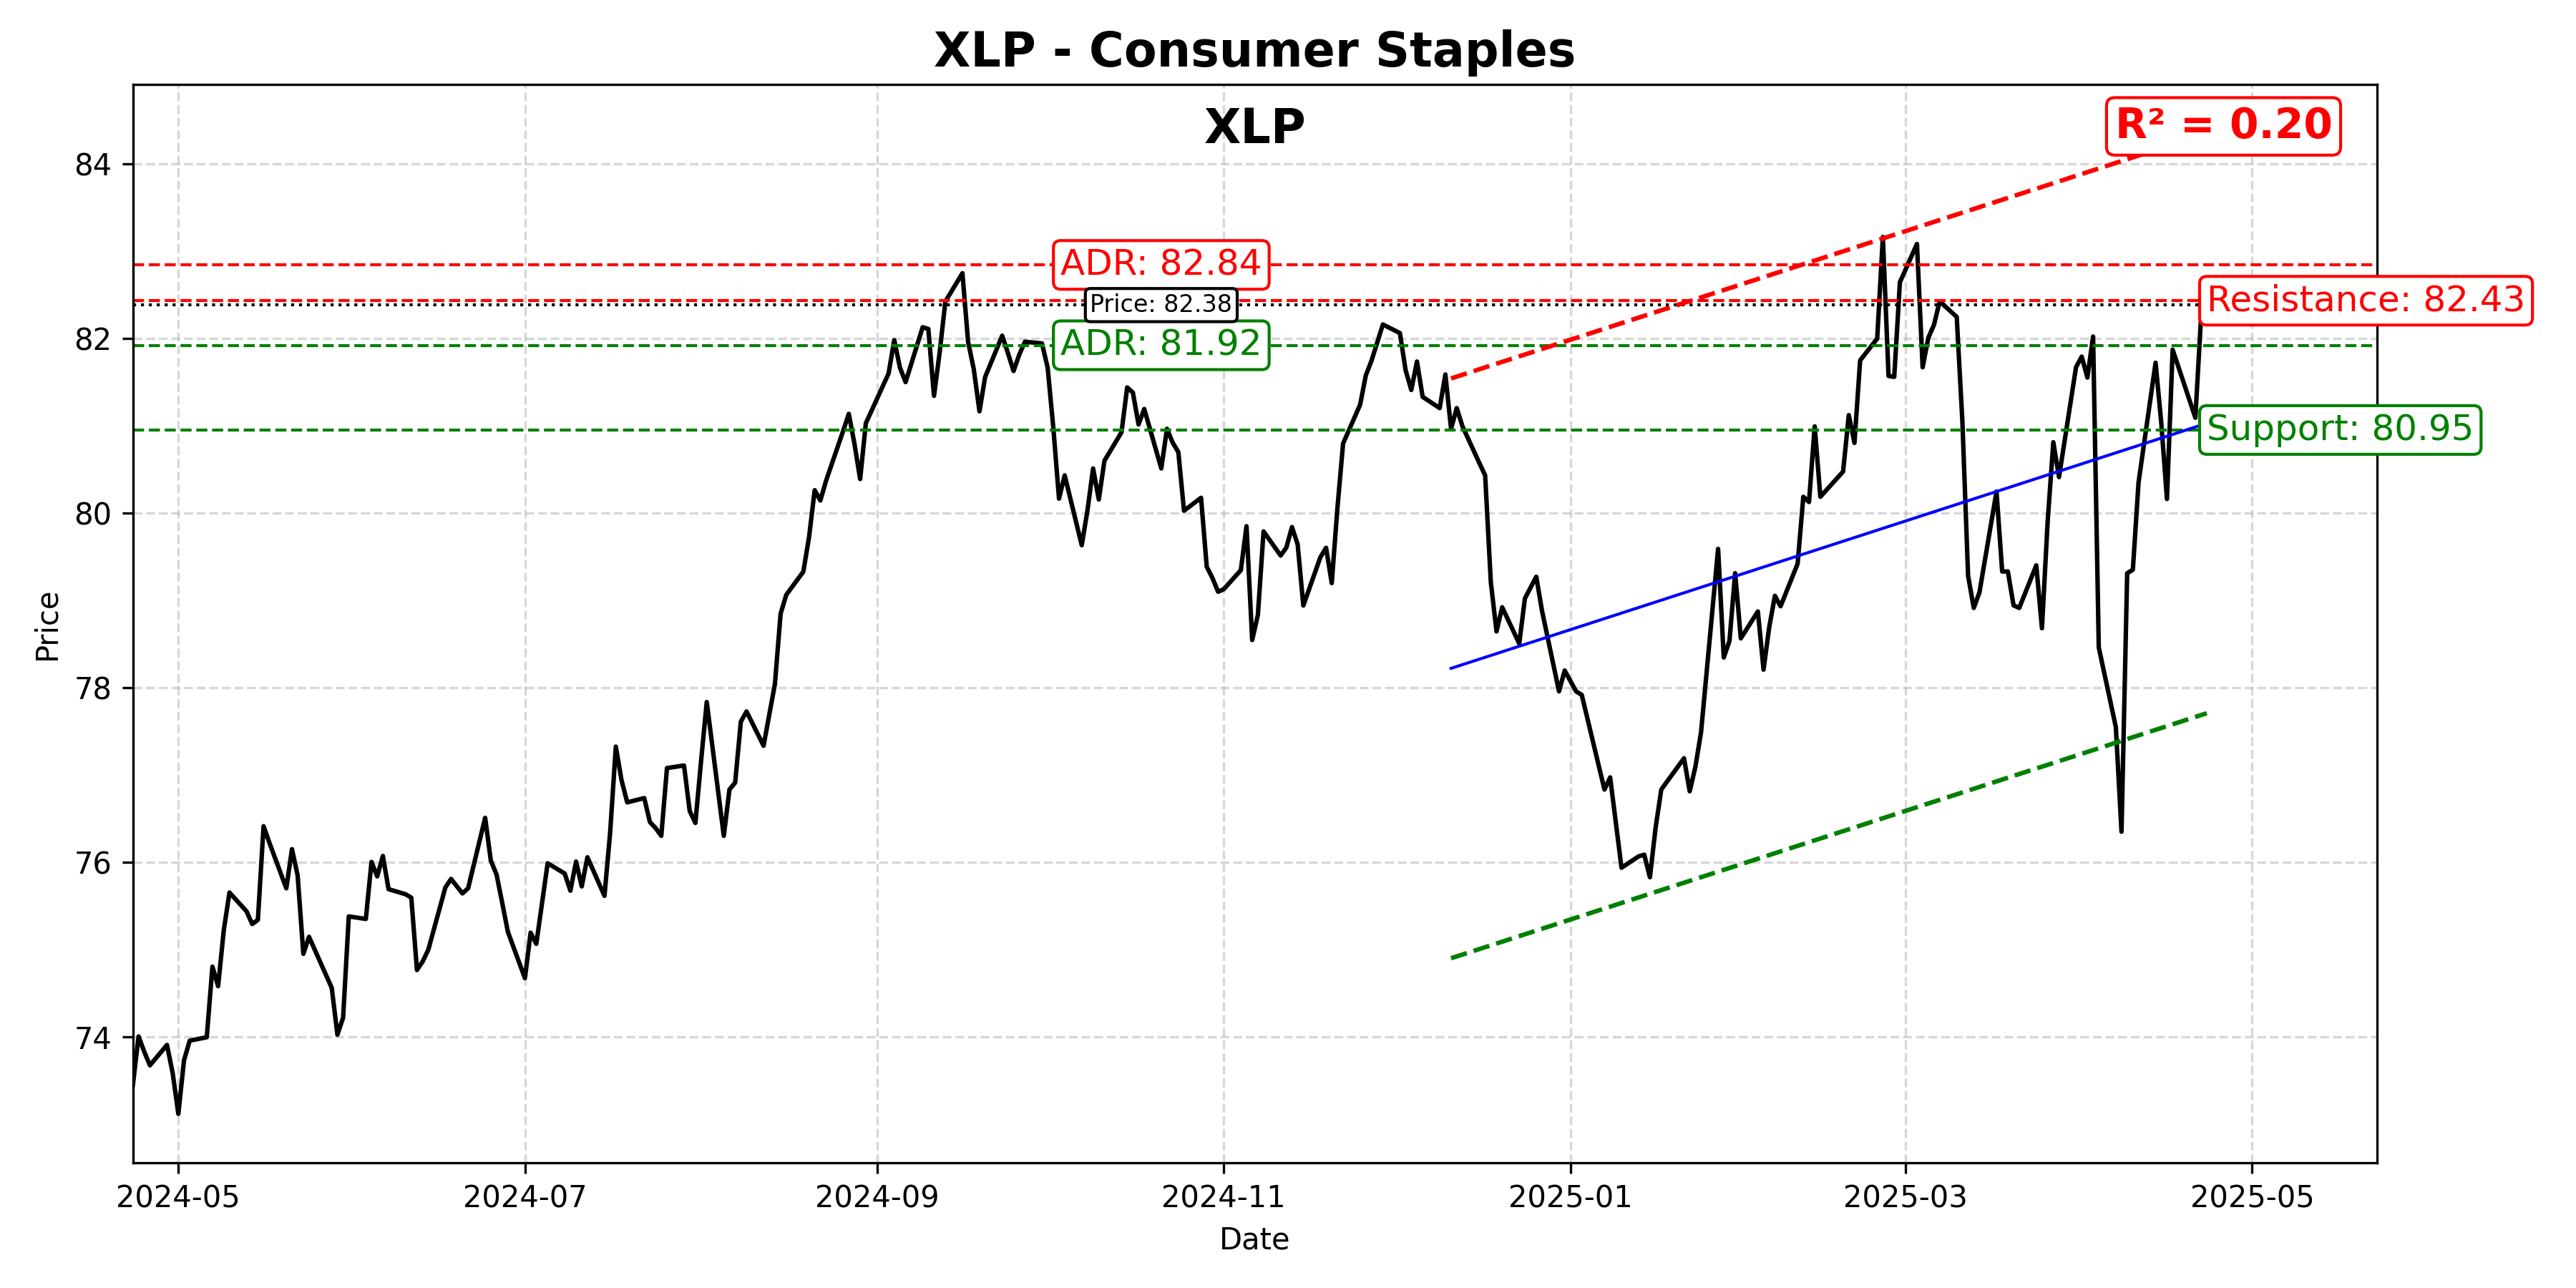 XLP - Consumer Staples
XLP
R² = 0.20
84
82
80
78
76
74
Price
ADR: 82.84
Price: 82.38
ADR: 81.92
Resistance: 82.43
Support: 80.95
2024-05
2024-07
2024-09
2024-11
2025-01
2025-03
2025-05
Date